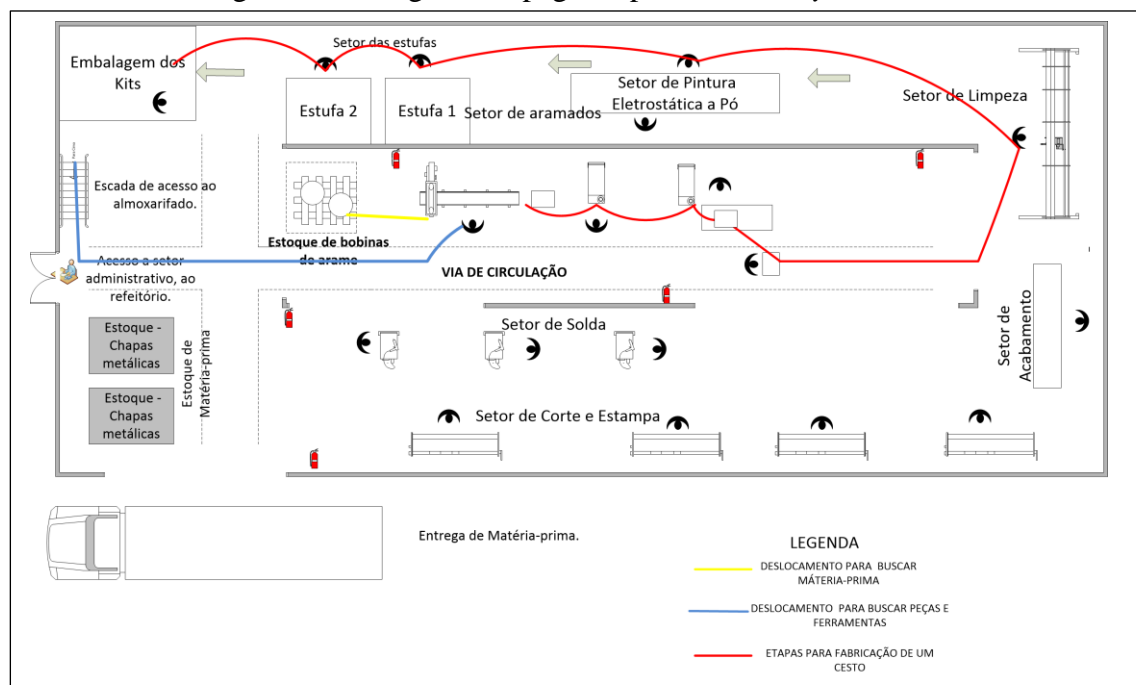 Setor das estufas
Embalagem dos
Kits
Setor de Pintura
Eletrostática a Pó
Setor de Limpeza
Estufa 2
Estufa 1
Setor de aramados
Escada de acesso ao
almoxarifado.
Estoque de bobinas
de arame
Acesso a setor
administrativo, ao
refeitório.
VIA DE CIRCULAÇÃO
Estoque -
Chapas
metálicas
Estoque -
Chapas
metálicas
Estoque de
Matéria-prima
Setor de Solda
Setor de
Acabamento
Setor de Corte e Estampa
Entrega de Matéria-prima.
LEGENDA
DESLOCAMENTO PARA BUSCAR
MÁTERIA-PRIMA
DESLOCAMENTO PARA BUSCAR PEÇAS E
FERRAMENTAS
ETAPAS PARA FABRICAÇÃO DE UM
CESTO